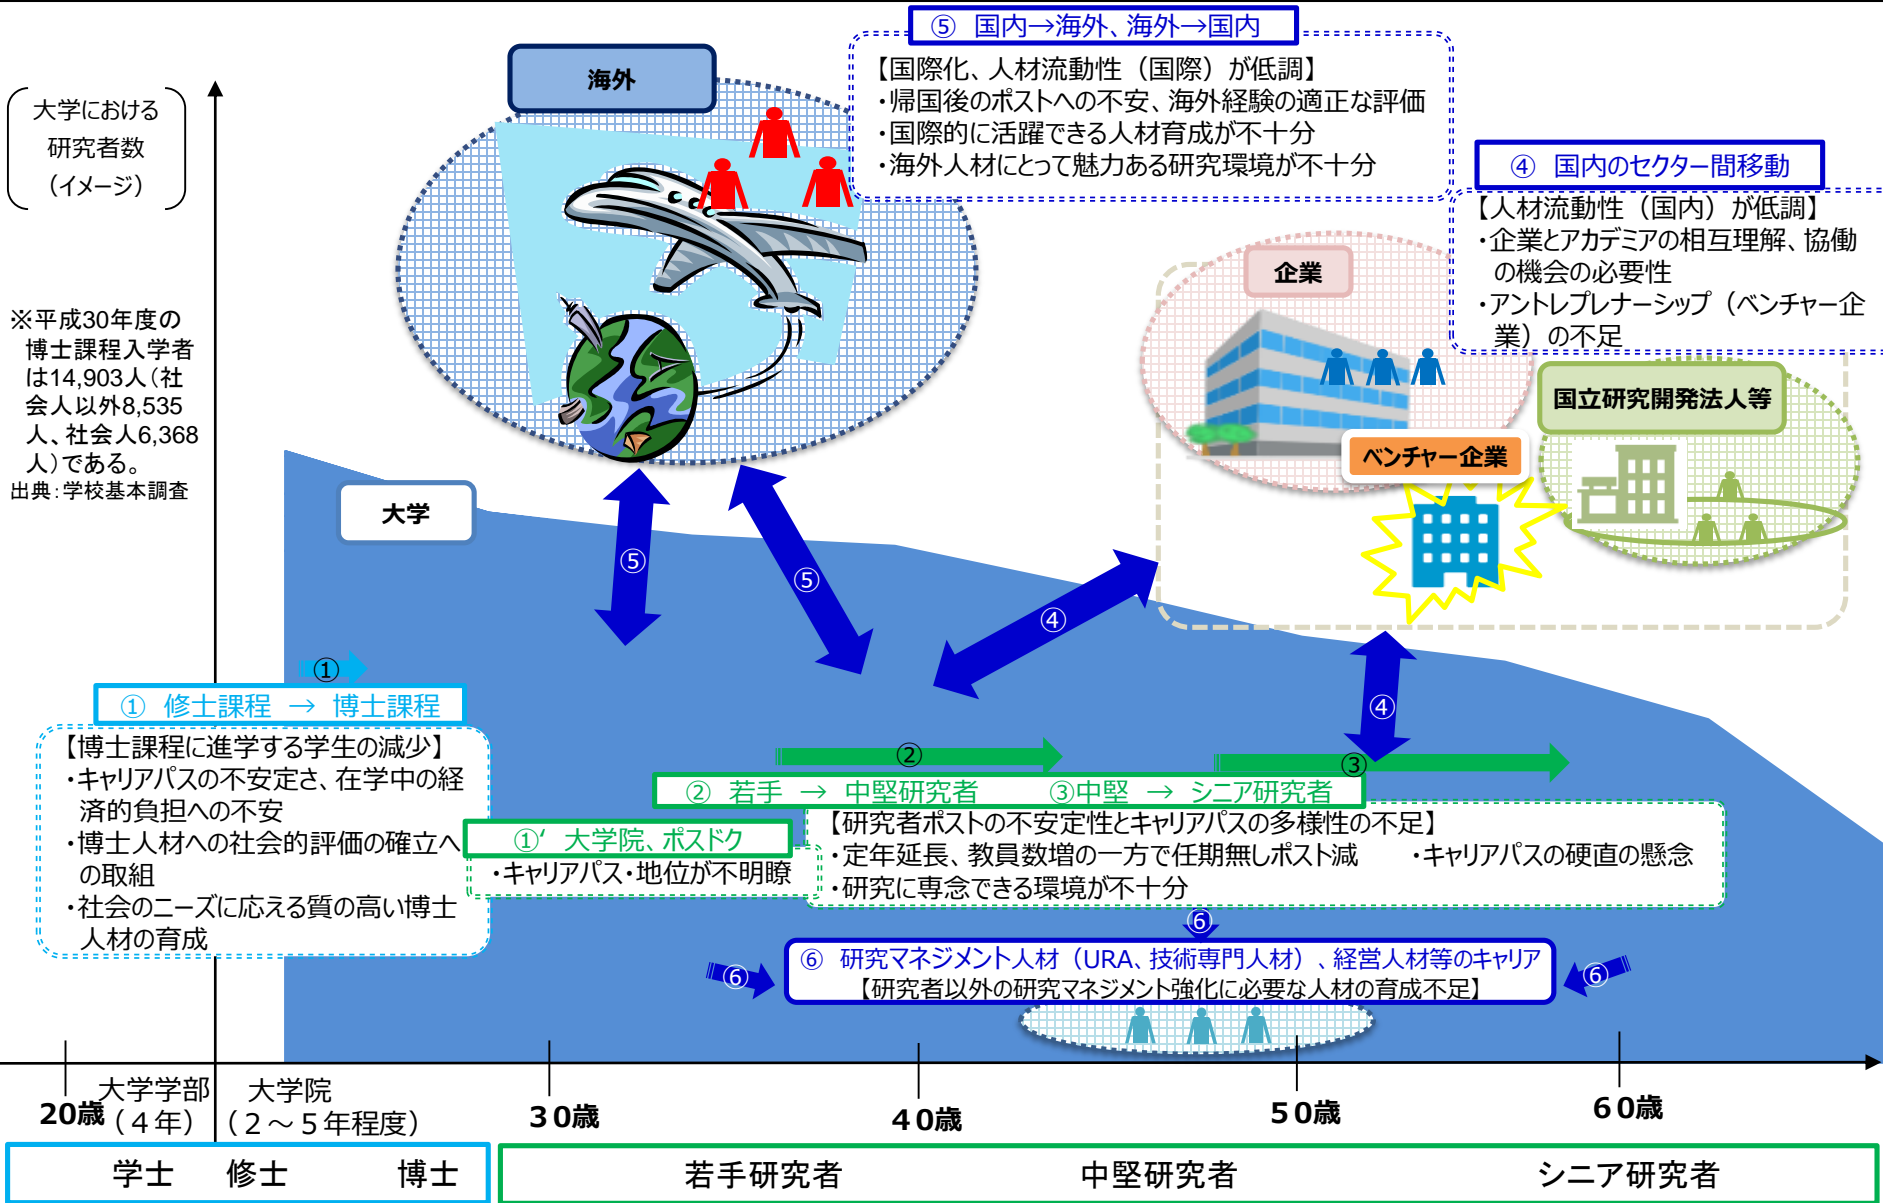 ⑤　国内→海外、海外→国内
【国際化、人材流動性（国際）が低調】
・帰国後のポストへの不安、海外経験の適正な評価
・国際的に活躍できる人材育成が不十分
・海外人材にとって魅力ある研究環境が不十分
海外
大学における
研究者数
（イメージ）
④　国内のセクター間移動
【人材流動性（国内）が低調】
・企業とアカデミアの相互理解、協働
の機会の必要性
・アントレプレナーシップ（ベンチャー企
業）の不足
企業
国立研究開発法人等
ベンチャー企業
※平成30年度の
博士課程入学者
は14,903人（社
会人以外8,535
人、社会人6,368
人）である。
出典：学校基本調査
大学
⑤
⑤
④
④
①
①　修士課程　→　博士課程
【博士課程に進学する学生の減少】
・キャリアパスの不安定さ、在学中の経
済的負担への不安
・博士人材への社会的評価の確立へ
の取組
・社会のニーズに応える質の高い博士
人材の育成
②
③
②　若手　→　中堅研究者　　③中堅　→　シニア研究者
①‘　大学院、ポスドク
・キャリアパス・地位が不明瞭
【研究者ポストの不安定性とキャリアパスの多様性の不足】
・定年延長、教員数増の一方で任期無しポスト減　　・キャリアパスの硬直の懸念
・研究に専念できる環境が不十分
⑥
⑥
⑥
⑥　研究マネジメント人材（URA、技術専門人材）、経営人材等のキャリア
【研究者以外の研究マネジメント強化に必要な人材の育成不足】
20歳
大学学部
（４年）
大学院
（２～５年程度）
３０歳
４０歳
５０歳
６０歳
学士　修士　博士
若手研究者　中堅研究者　シニア研究者